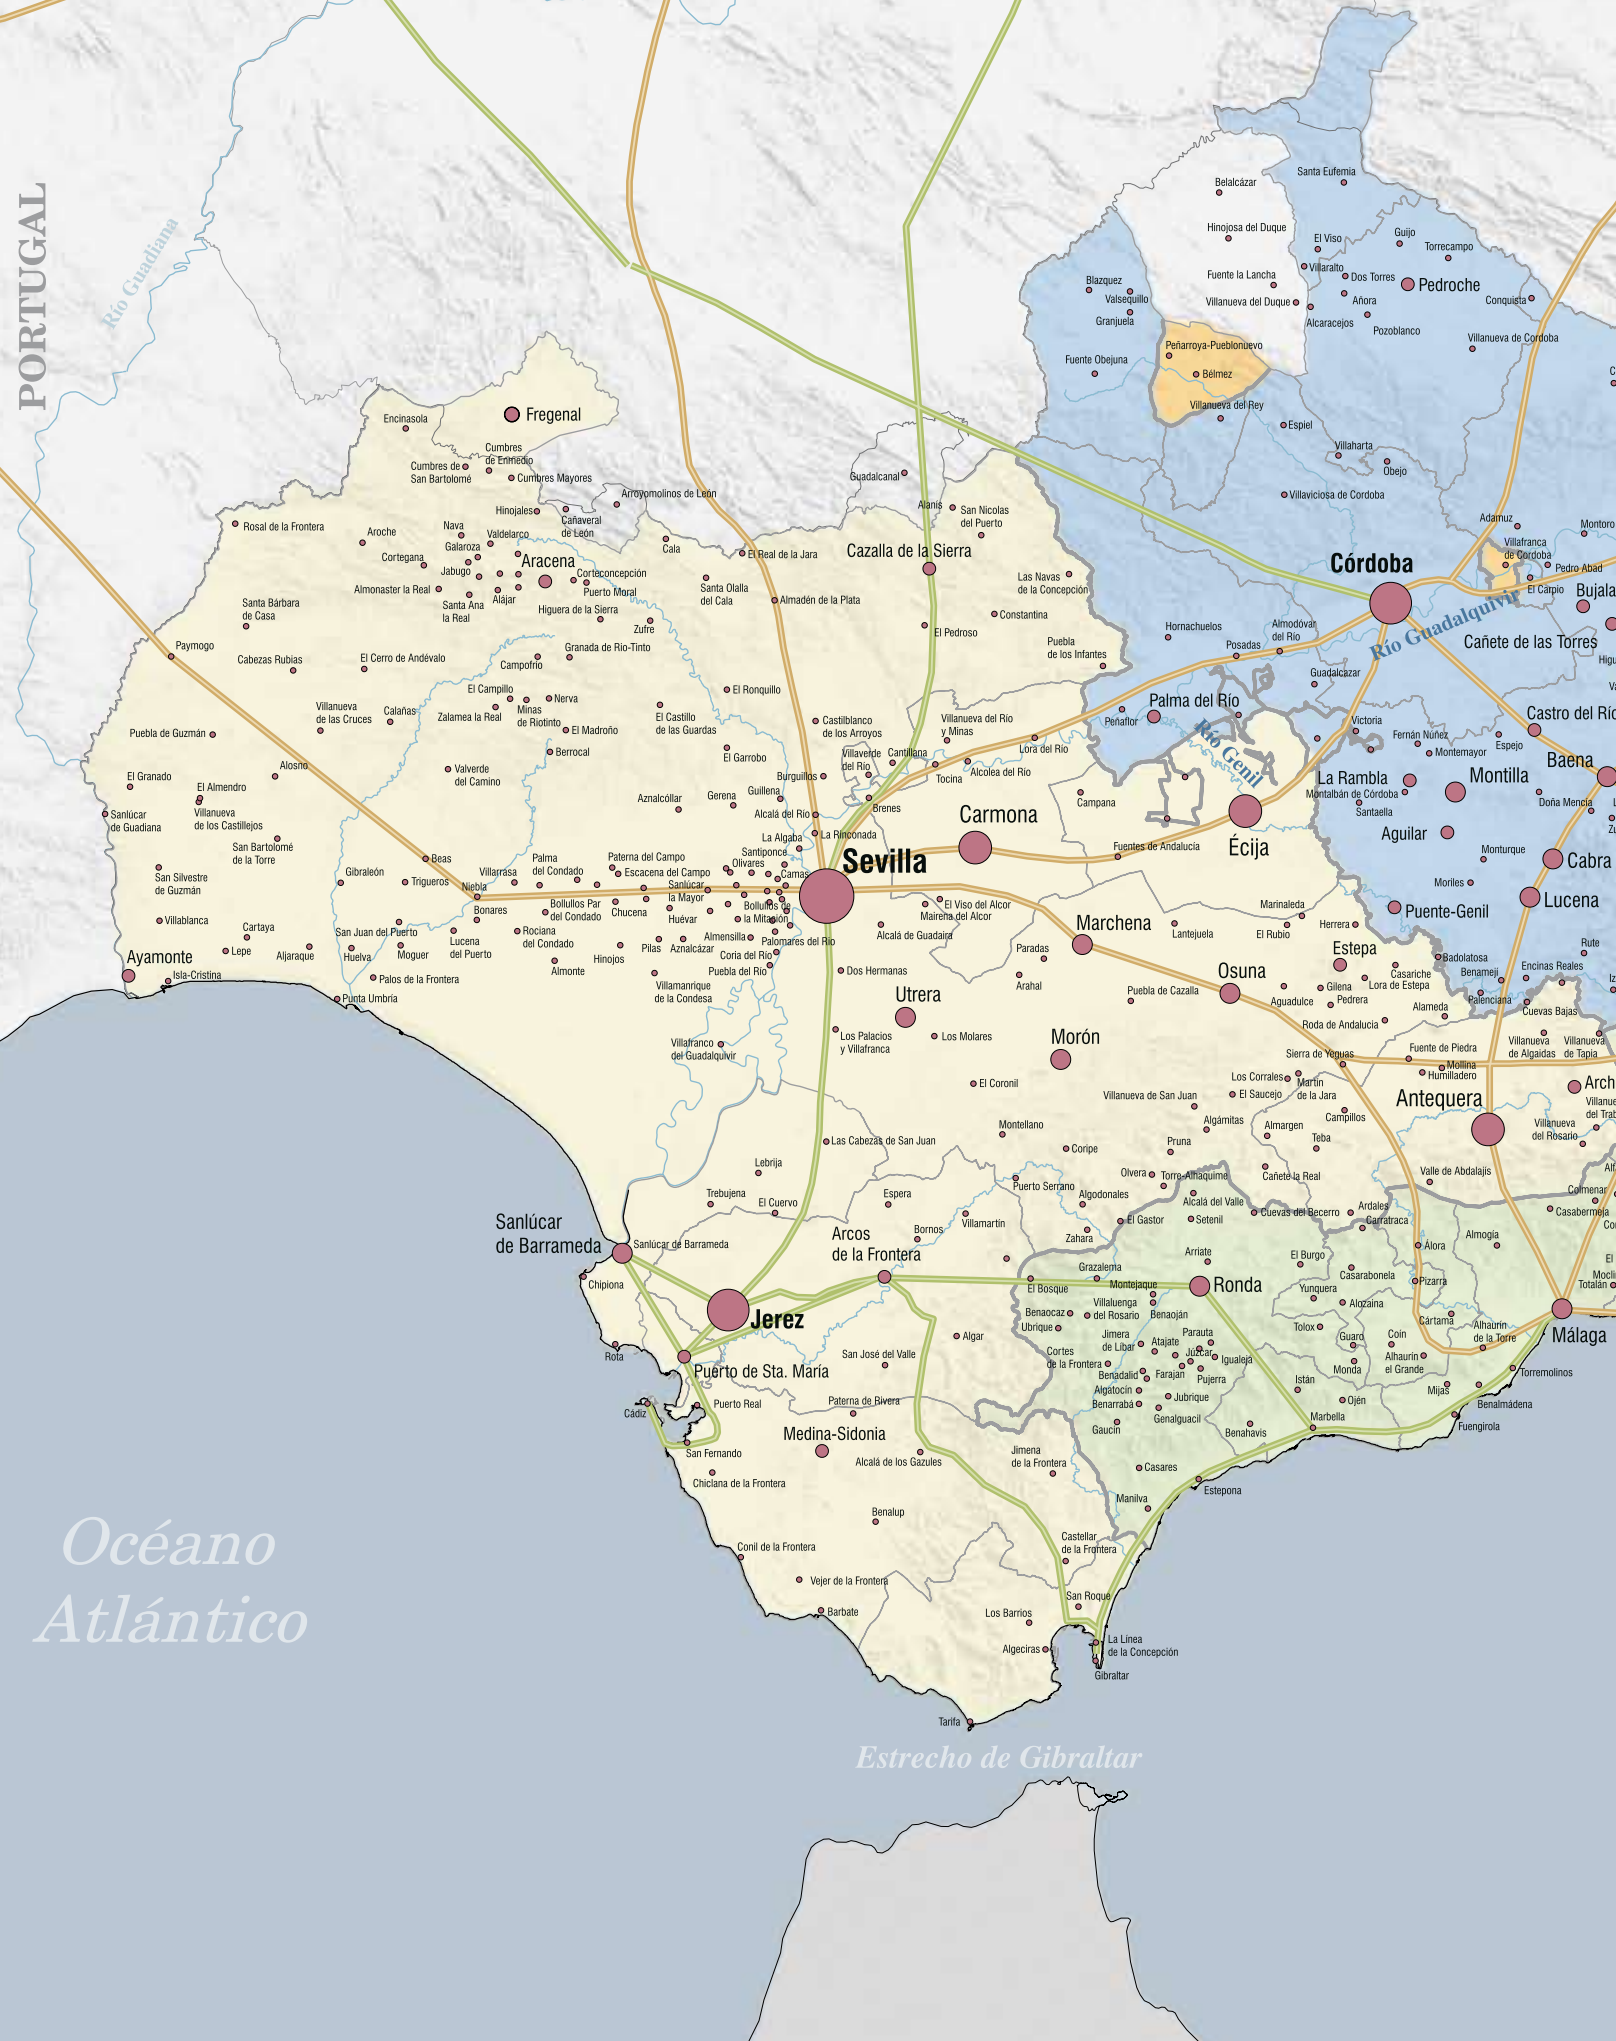 PORTUGAL
Río Guadiana
Santa Eufemia
Belalcázar
Hinojosa del Duque
El Viso
Guijo
Torrecampo
Fuente la Lancha
Villaralto
Dos Torres
Pedroche
Blazquez
Valsequillo
Villanueva del Duque
Añora
Conquista
Granjuela
Alcaracejos
Pozoblanco
Villanueva de Cordoba
Peñarroya-Pueblonuevo
Fuente Obejuna
Bélmez
Villanueva del Rey
Espiel
Villaharta
Obejo
Villaviciosa de Cordoba
Encinasola
Fregenal
Cumbres
de Enmedio
Cumbres de
San Bartolomé
Cumbres Mayores
Arroyomolinos de León
Guadalcanal
Alanís
San Nicolas
del Puerto
Hinojales
Cañaveral
de León
Rosal de la Frontera
Aroche
Nava
Galaroza
Valdelarco
Cortegana
Jabugo
Aracena
Cala
El Real de la Jara
Cazalla de la Sierra
Córdoba
Adamuz
Montoro
Villafranca
de Cordoba
Pedro Abad
El Carpio
Bujala
Corteconcepción
Puerto Moral
Almonaster la Real
Santa Ana
la Real
Alájar
Higuera de la Sierra
Zufre
Santa Olalla
del Cala
Almadén de la Plata
Las Navas
de la Concepción
Constantina
Santa Bárbara
de Casa
Paymogo
Cabezas Rubias
El Cerro de Andévalo
Campofrio
Granada de Rio-Tinto
El Pedroso
Puebla
de los Infantes
Hornachuelos
Posadas
Almodóvar
del Río
Río Guadalquivir
Cañete de las Torres
Guadalcazar
El Campillo
Zalamea la Real
Minas
de Riotinto
Nerva
El Ronquillo
Villanueva
de las Cruces
Calañas
El Madroño
El Castillo
de las Guardas
Castilblanco
de los Arroyos
Villanueva del Río
y Minas
Peñaflor
Palma del Río
Río Genil
Victoria
Fernán Núñez
Montemayor
Espejo
Castro del Río
Puebla de Guzmán
Berrocal
El Garrobo
Villaverde
del Río
Cantillana
Lora del Río
El Granado
Alosno
Valverde
del Camino
Burguillos
Tocina
Alcolea del Río
La Rambla
Montilla
Baena
El Almendro
Villanueva
de los Castillejos
Aznalcóllar
Gerena
Guillena
Brenes
Campana
Montalbán de Córdoba
Santaella
Doña Mencia
Sanlúcar
de Guadiana
Alcalá del Río
Carmona
La Algaba
La Rinconada
Écija
Aguilar
San Bartolomé
de la Torre
Beas
Palma
del Condado
Paterna del Campo
Santiponce
Sevilla
Fuentes de Andalucía
Monturque
Cabra
San Silvestre
de Guzmán
Gibraleón
Trigueros
Niebla
Villarrasa
Escacena del Campo
Olivares
Camas
Sanlúcar
la Mayor
Moriles
Lucena
Villablanca
Cartaya
Bonares
Bollullos Par
del Condado
Chucena
Huévar
Bollullos de
la Mitación
El Viso del Alcor
Mairena del Alcor
Marchena
Marinaleda
Puente-Genil
San Juan del Puerto
Lucena
del Puerto
Rociana
del Condado
Pilas
Aznalcázar
Almensilla
Palomares del Río
Alcalá de Guadaira
Lantejuela
El Rubio
Herrera
Estepa
Rute
Ayamonte
Lepe
Aljaraque
Huelva
Moguer
Hinojos
Coria del Río
Paradas
Badolatosa
Benamejí
Encinas Reales
Isla-Cristina
Palos de la Frontera
Almonte
Puebla del Río
Dos Hermanas
Arahal
Osuna
Casariche
Lora de Estepa
Punta Umbría
Villamanrique
de la Condesa
Utrera
Puebla de Cazalla
Aguadulce
Gilena
Pedrera
Palenciana
Alameda
Cuevas Bajas
Villafranco
del Guadalquivir
Los Palacios
y Villafranca
Los Molares
Morón
Roda de Andalucia
Sierra de Yeguas
Fuente de Piedra
Villanueva
de Algaidas
Villanueva
de Tapia
El Coronil
Los Corrales
Martín
de la Jara
Mollina
Humilladero
Arch
Villanueva de San Juan
El Saucejo
Campillos
Antequera
Villanue
del Trab
Montellano
Algámitas
Almargen
Teba
Villanueva
del Rosario
Las Cabezas de San Juan
Coripe
Pruna
Lebrija
Olvera
Torre-Alhaquime
Cañete la Real
Valle de Abdalajís
Trebujena
El Cuervo
Espera
Puerto Serrano
Algodonales
Alcalá del Valle
Colmenar
Sanlúcar
de Barrameda
Arcos
de la Frontera
Bornos
Villamartín
El Gastor
Setenil
Cuevas del Becerro
Ardales
Carratraca
Casabermeja
Sanlúcar de Barrameda
Zahara
Arriate
El Burgo
Álora
Almogía
Chipiona
Grazalema
Montejaque
Ronda
Casarabonela
Pizarra
Totalán
El Bosque
Jerez
Benaocaz
Villaluenga
del Rosario
Benaoján
Yunquera
Alozaina
Cártama
Málaga
Algar
Ubrique
Jimera
de Líbar
Atajate
Parauta
Tolox
Guaro
Coín
Alhaurín
de la Torre
Rota
Puerto de Sta. María
San José del Valle
Cortes
de la Frontera
Júzcar
Igualeja
Monda
Alhaurín
el Grande
Torremolinos
Benadalid
Farajan
Pujerra
Istán
Mijas
Cádiz
Puerto Real
Paterna de Rivera
Algatocín
Benarrabá
Jubrique
Ojén
Benalmádena
Medina-Sidonia
Genalguacil
Marbella
Fuengirola
San Fernando
Alcalá de los Gazules
Jimena
de la Frontera
Gaucín
Benahavis
Chiclana de la Frontera
Casares
Estepona
Manilva
Benalup
Océano
Atlántico
Conil de la Frontera
Castellar
de la Frontera
Vejer de la Frontera
San Roque
Barbate
Los Barrios
Algeciras
La Línea
de la Concepción
Gibraltar
Tarifa
Estrecho de Gibraltar